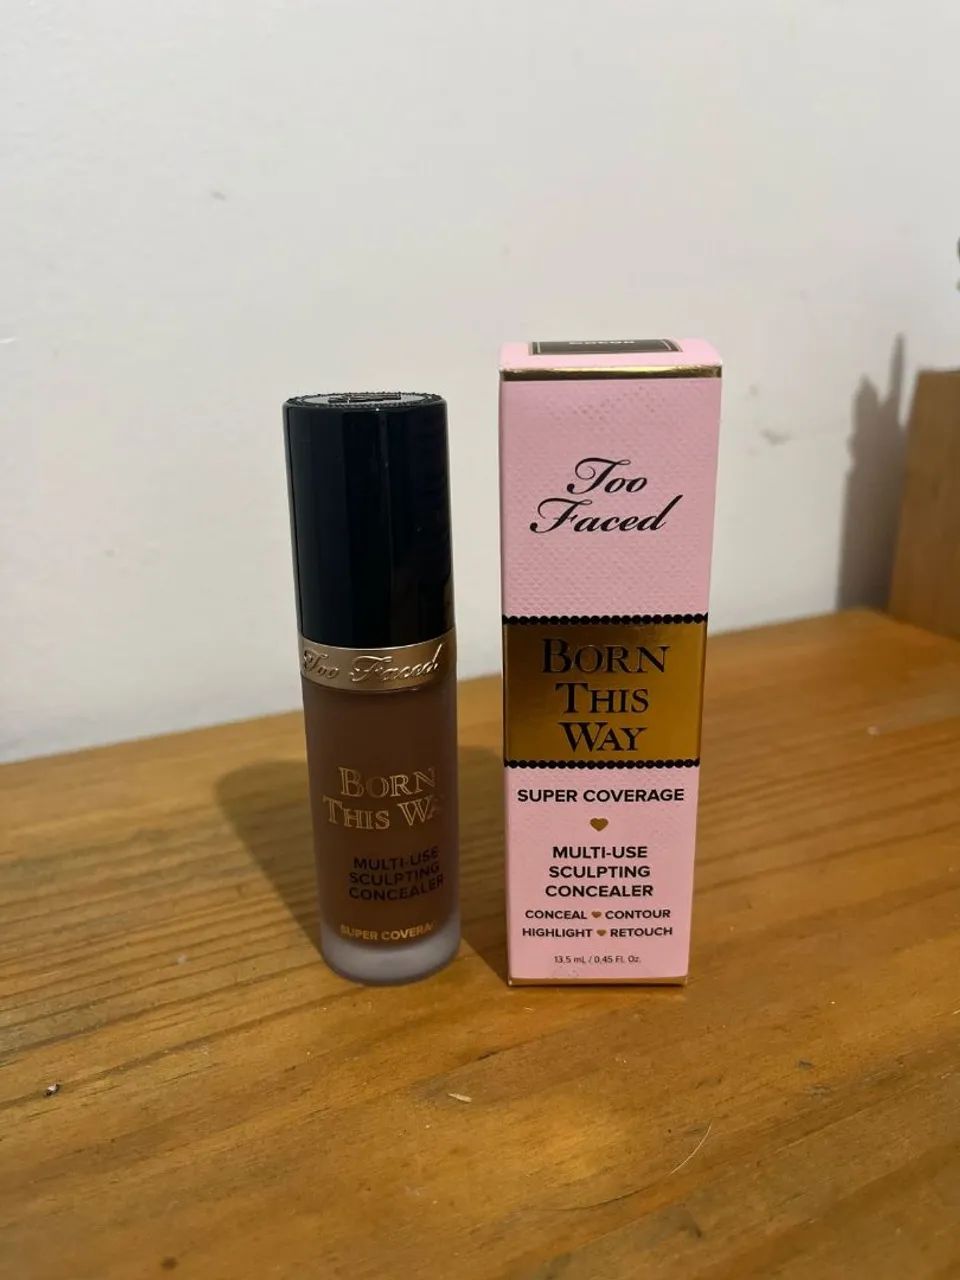 Too Faced
BORN
THIS WA
MULTI-USE
SCULPTING
CONCEALER
SUPER COVERA
Too
Faced
BORN
THIS
WAY
SUPER COVERAGE
MULTI-USE
SCULPTING
CONCEALER
CONCEAL CONTOUR
HIGHLIGHT RETOUCH
13.5 mL / 0.45 FL Oz.